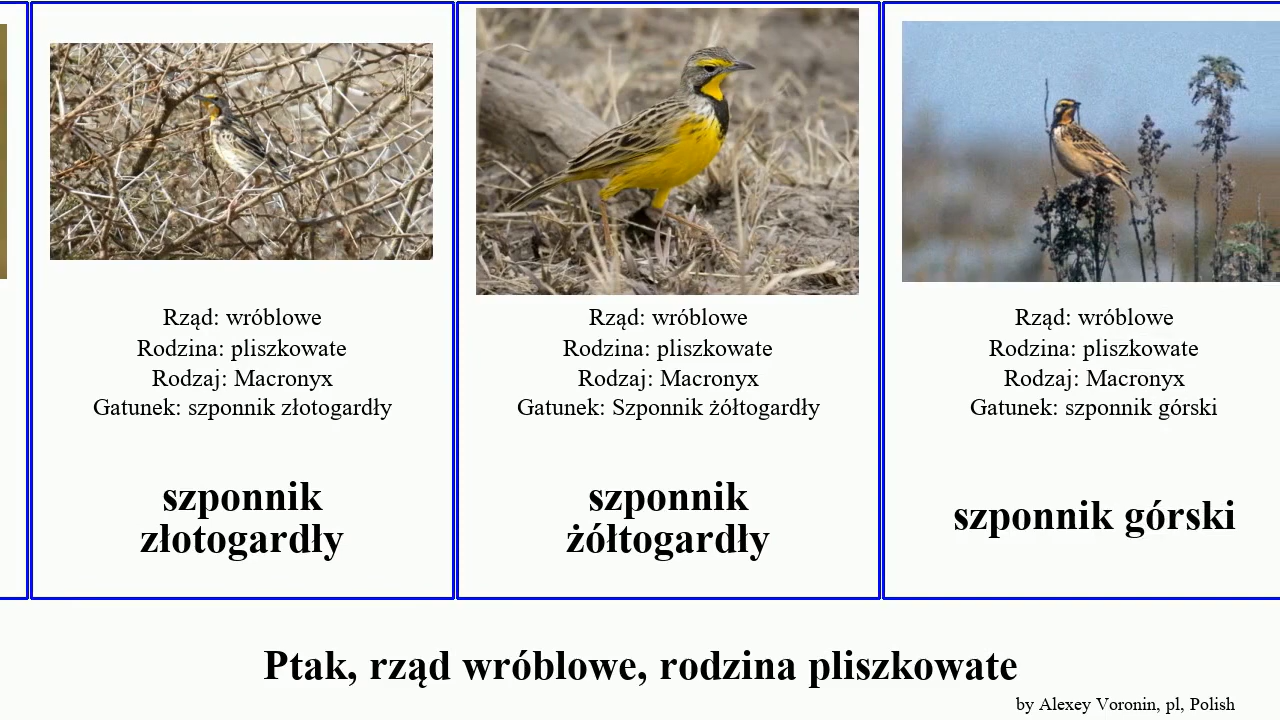 Rząd: wróblowe
Rodzina: pliszkowate
Rodzaj: Macronyx
Gatunek: szponnik złotogardły
szponnik
złotogardły
Rząd: wróblowe
Rodzina: pliszkowate
Rodzaj: Macronyx
Gatunek: Szponnik żółtogardły
szponnik
żółtogardły
Rząd: wróblowe
Rodzina: pliszkowate
Rodzaj: Macronyx
Gatunek: szponnik górski
szponnik górski
Ptak, rząd wróblowe, rodzina pliszkowate
by Alexey Voronin, pl, Polish